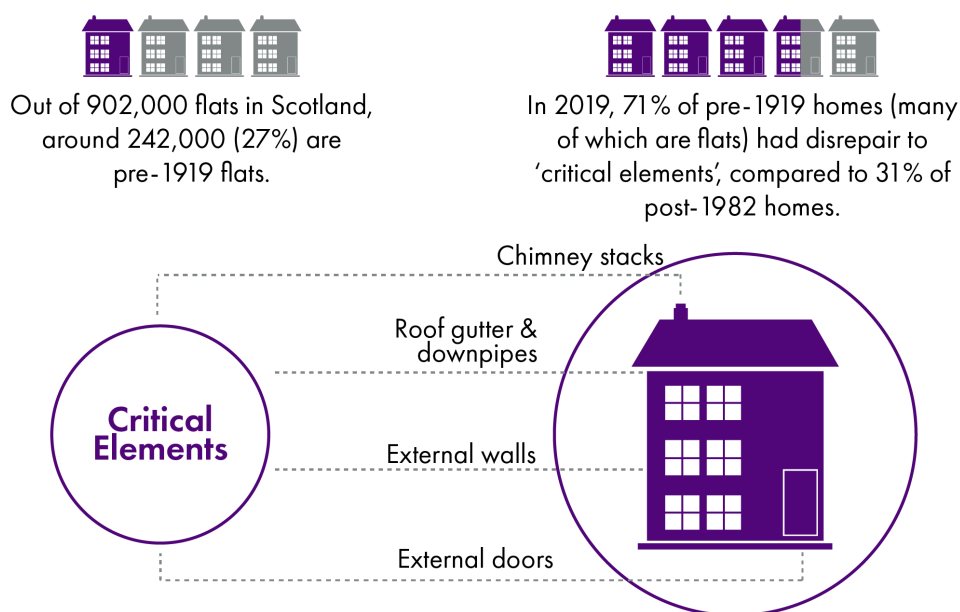 Out of 902,000 flats in Scotland,
around 242,000 (27%) are
pre-1919 flats.
In 2019, 71% of pre-1919 homes (many
of which are flats) had disrepair to
‘critical elements’, compared to 31% of
post-1982 homes.
Chimney stacks
Roof gutter &
downpipes
Critical
Elements
External walls
External doors